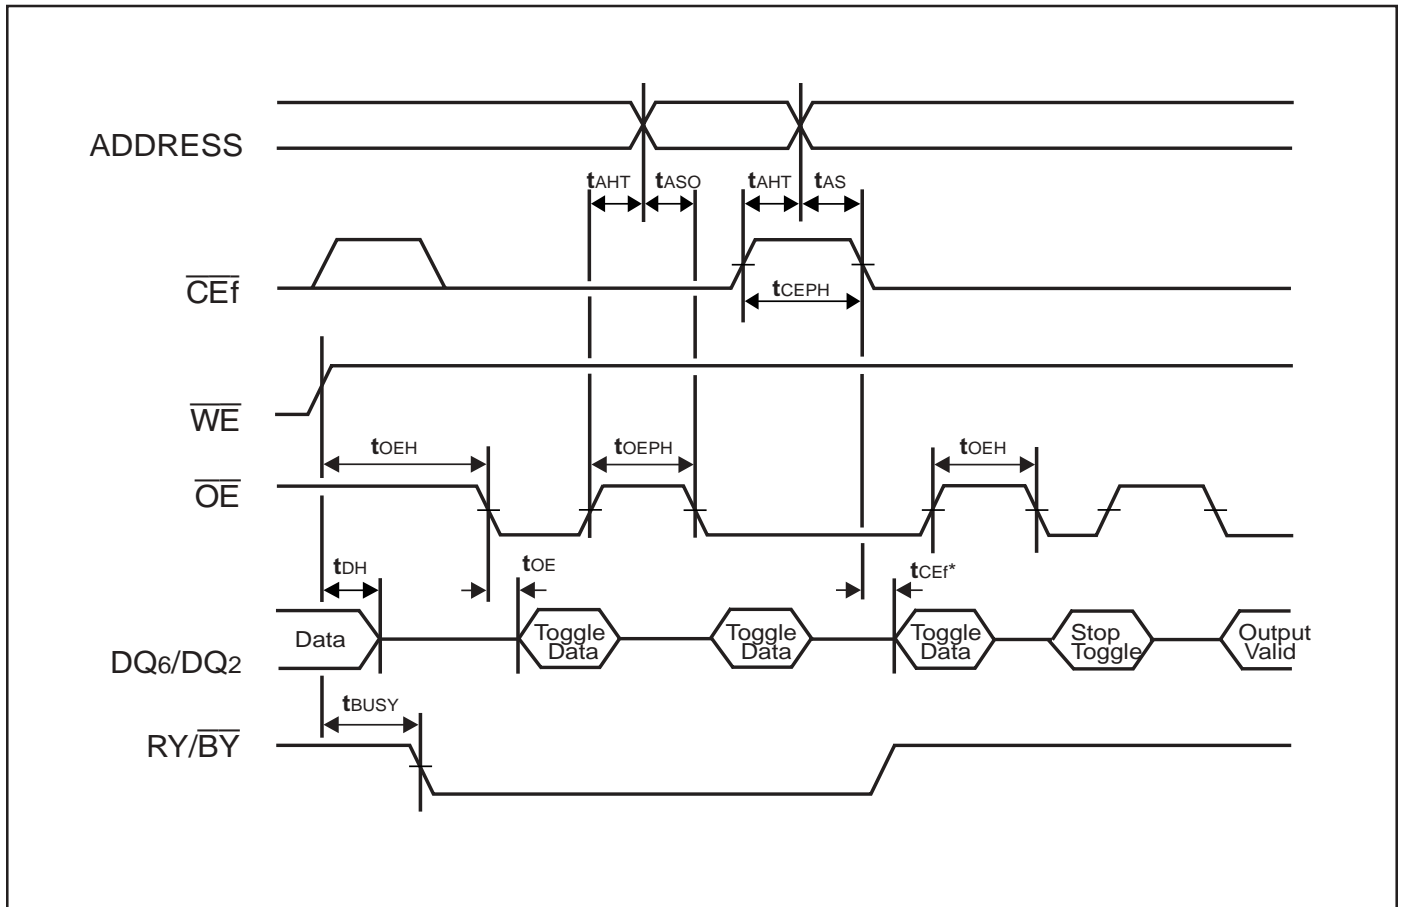 ADDRESS
tAHT tASO tAHT tAS
CEf
tCEPH
WE
tOEH tOEPH tOEH
OE
tDH tOE tCEf*
Data Toggle Data Toggle Data Toggle Data Stop Toggle Output Valid
DQ6/DQ2
tBUSY
RY/BY